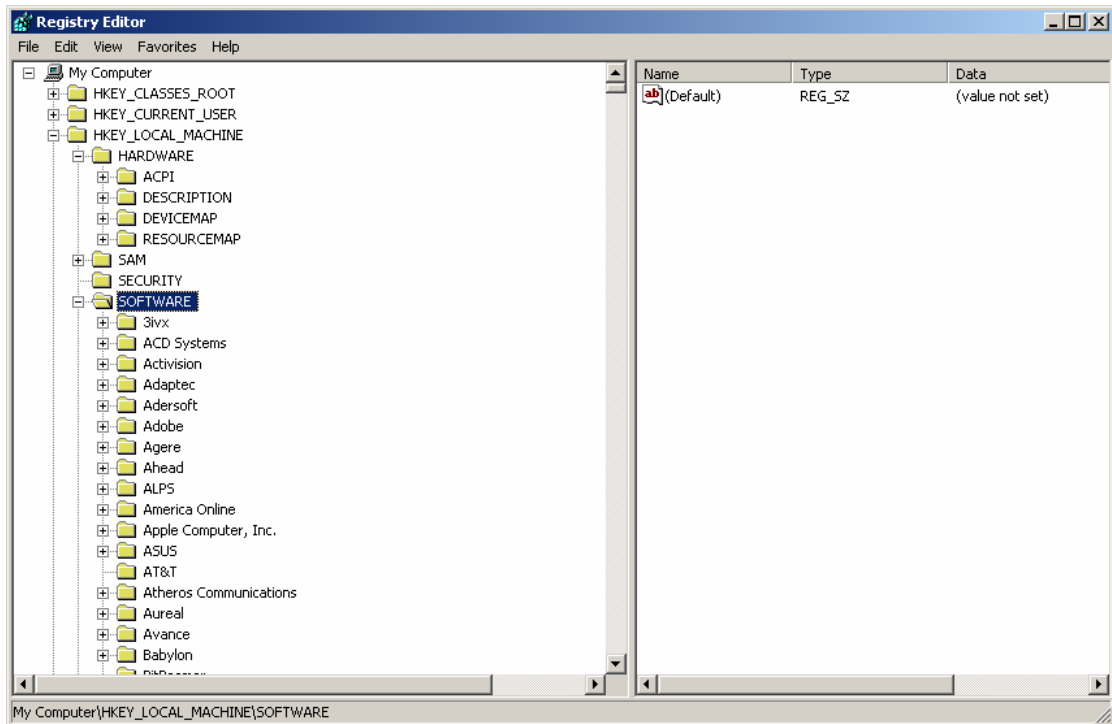 Registry Editor
File Edit View Favorites Help
My Computer
HKEY_CLASSES_ROOT
HKEY_CURRENT_USER
HKEY_LOCAL_MACHINE
HARDWARE
ACPI
DESCRIPTION
DEVICEMAP
RESOURCEMAP
SAM
SECURITY
SOFTWARE
3ivx
ACD Systems
Activision
Adaptec
Adersoft
Adobe
Agere
Ahead
ALPS
America Online
Apple Computer, Inc.
ASUS
AT&T
Atheros Communications
Aureal
Avance
Babylon
Name Type Data
ab (Default) REG_SZ (value not set)
My Computer\HKEY_LOCAL_MACHINE\SOFTWARE